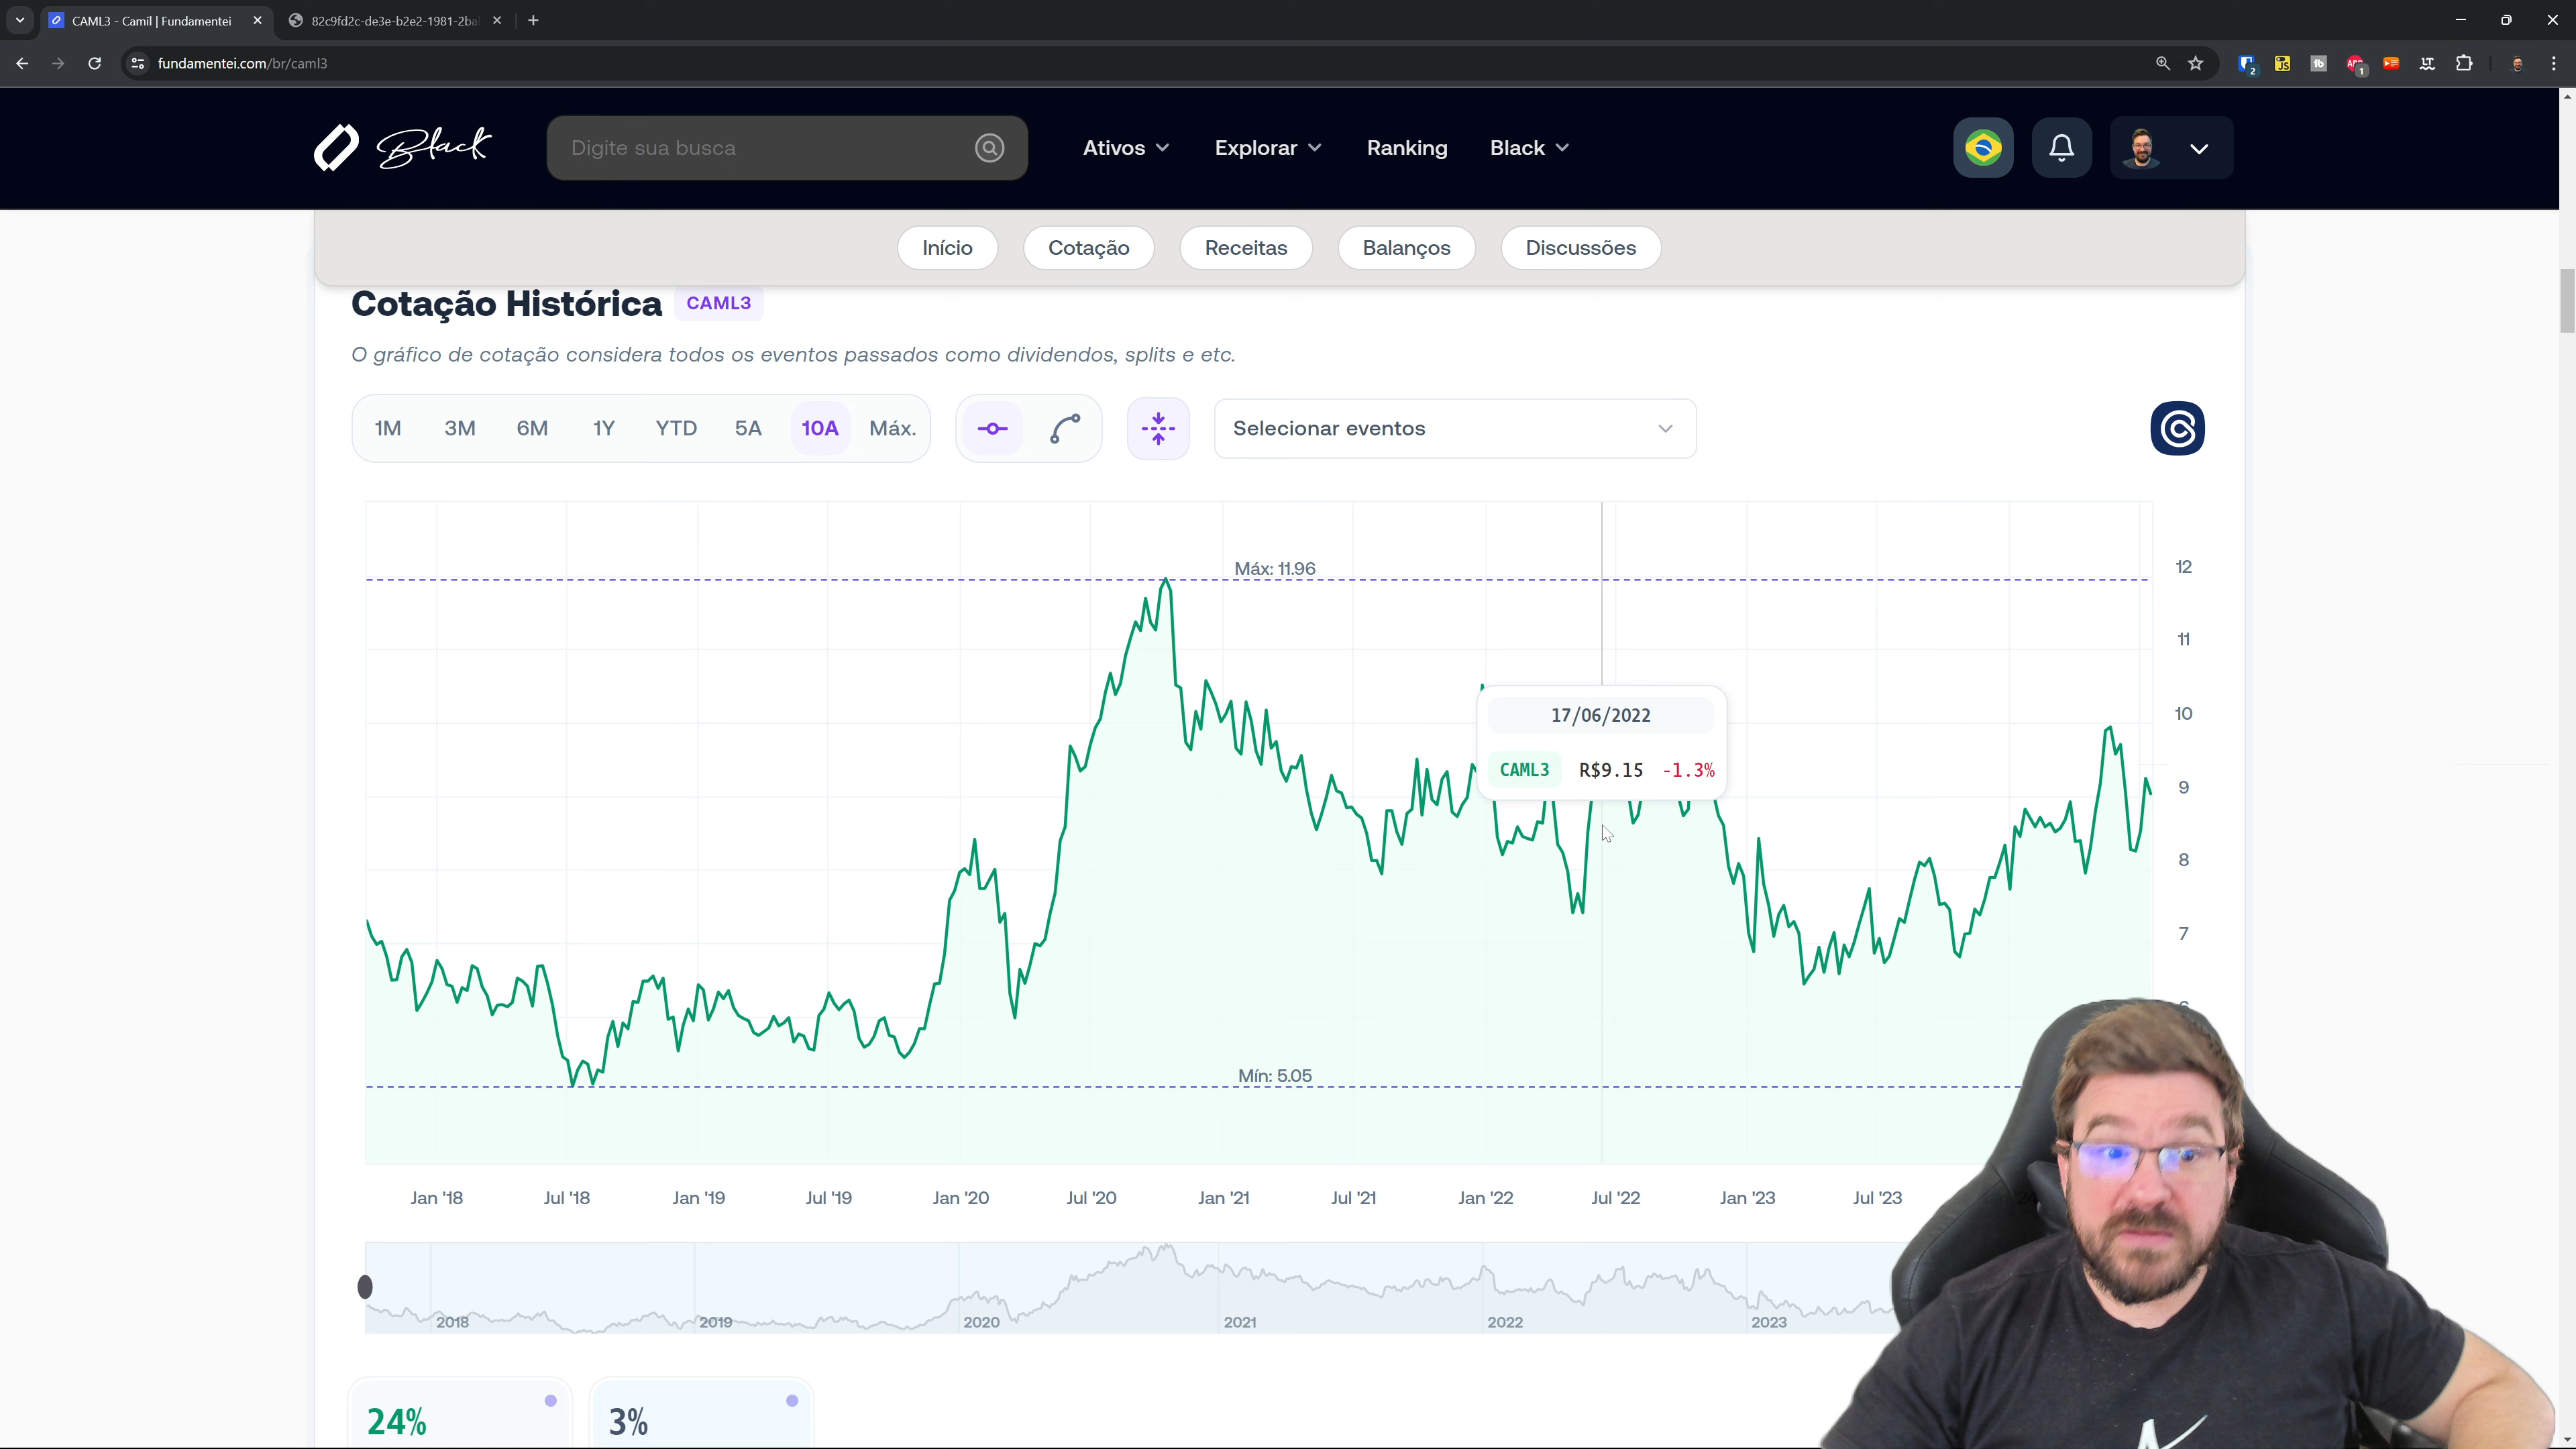 CAML3 - Camil | Fundamentei
82c9fd2c-de3e-b2e2-1981-2ba
fundamentei.com/br/caml3
Black
Digite sua busca
Ativos
Explorar
Ranking
Black
Início
Cotação
Receitas
Balanços
Discussões
Cotação Histórica
CAML3
O gráfico de cotação considera todos os eventos passados como dividendos, splits e etc.
1M
3M
6M
1Y
YTD
5A
10A
Máx.
Selecionar eventos
Máx: 11.96
12
11
10
9
8
7
17/06/2022
CAML3 R$9.15 -1.3%
Mín: 5.05
Jan '18
Jul '18
Jan '19
Jul '19
Jan '20
Jul '20
Jan '21
Jul '21
Jan '22
Jul '22
Jan '23
Jul '23
2018
2019
2020
2021
2022
2023
24%
3%